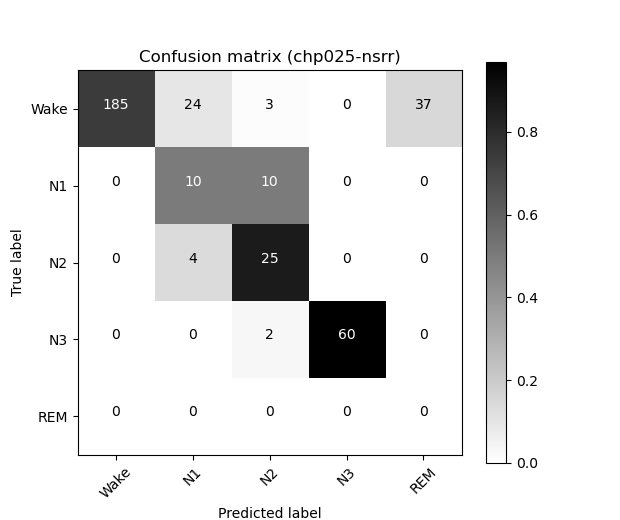 Confusion matrix (chp025-nsrr)
Wake 185 24 3 0 37
N1 0 10 10 0 0
N2 0 4 25 0 0
N3 0 0 2 60 0
REM 0 0 0 0 0
Wake N1 N2 N3 REM
Predicted label
True label
0.8
0.6
0.4
0.2
0.0